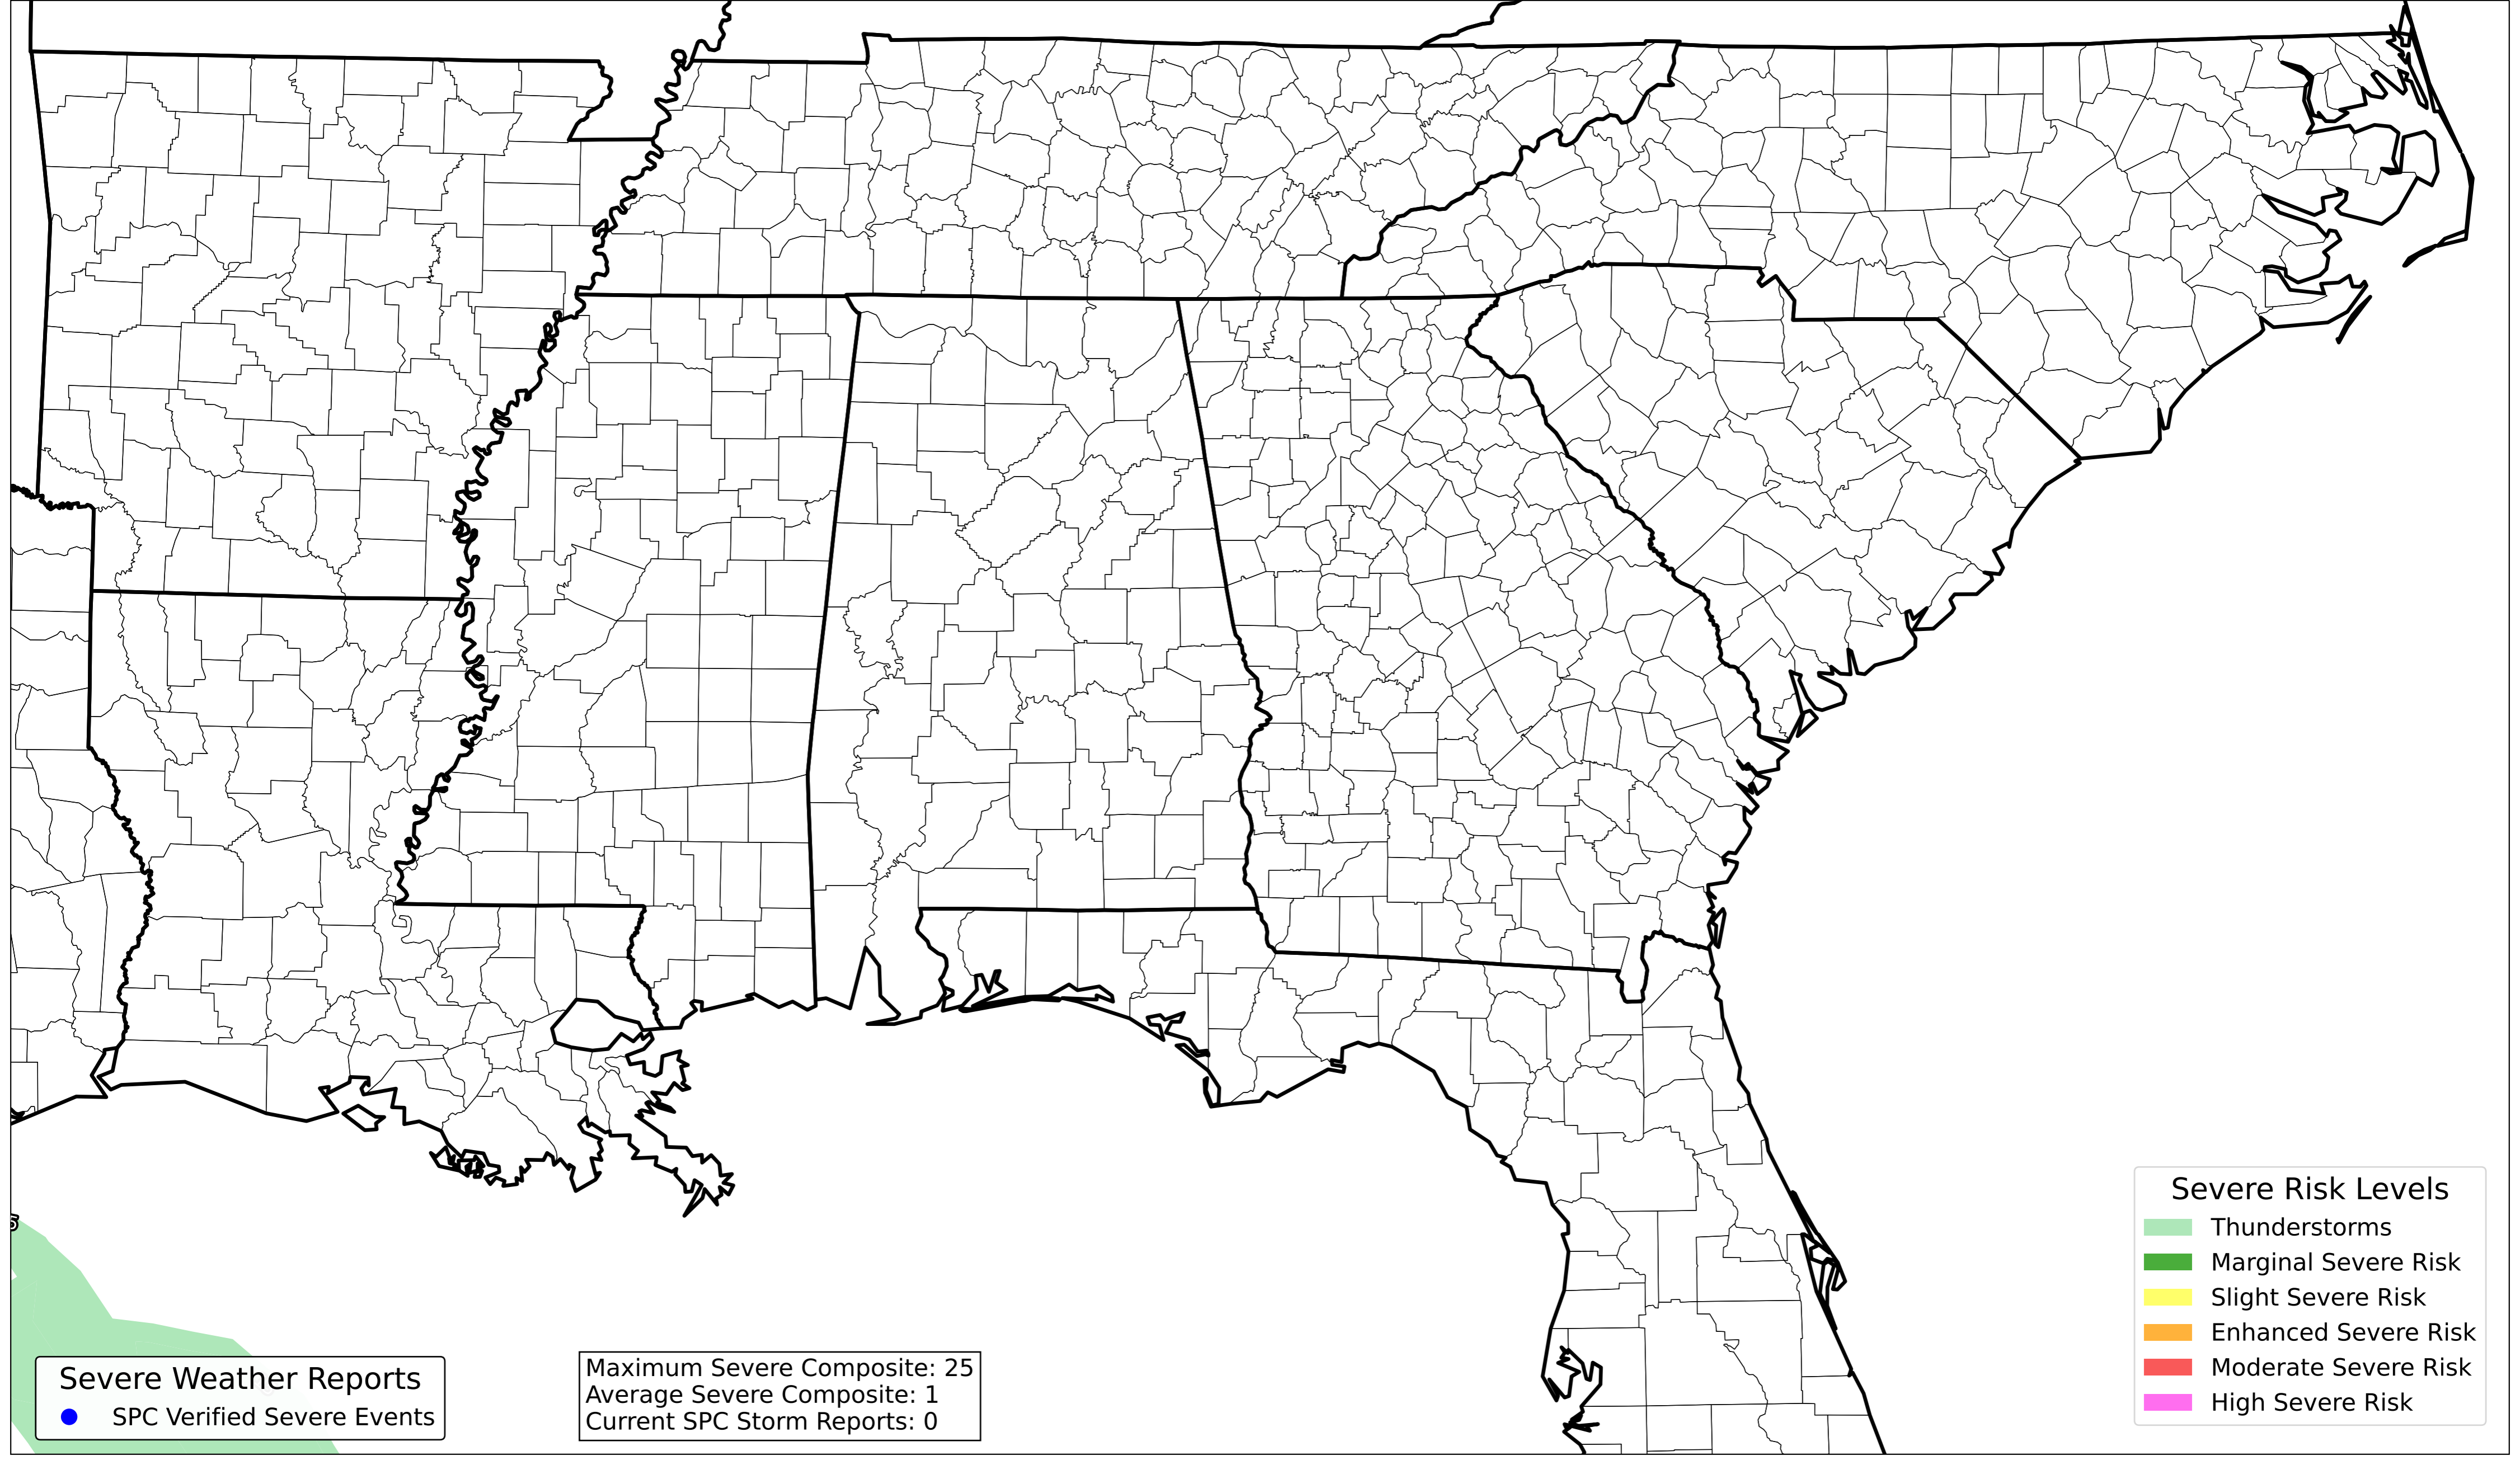 Severe Weather Reports
SPC Verified Severe Events
Maximum Severe Composite: 25
Average Severe Composite: 1
Current SPC Storm Reports: 0
Severe Risk Levels
Thunderstorms
Marginal Severe Risk
Slight Severe Risk
Enhanced Severe Risk
Moderate Severe Risk
High Severe Risk